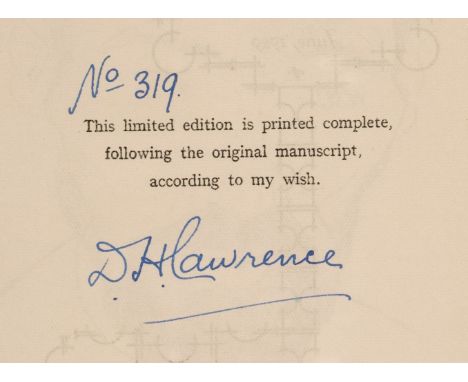 No 319.
This limited edition is printed complete,
following the original manuscript,
according to my wish.
D. H. Lawrence